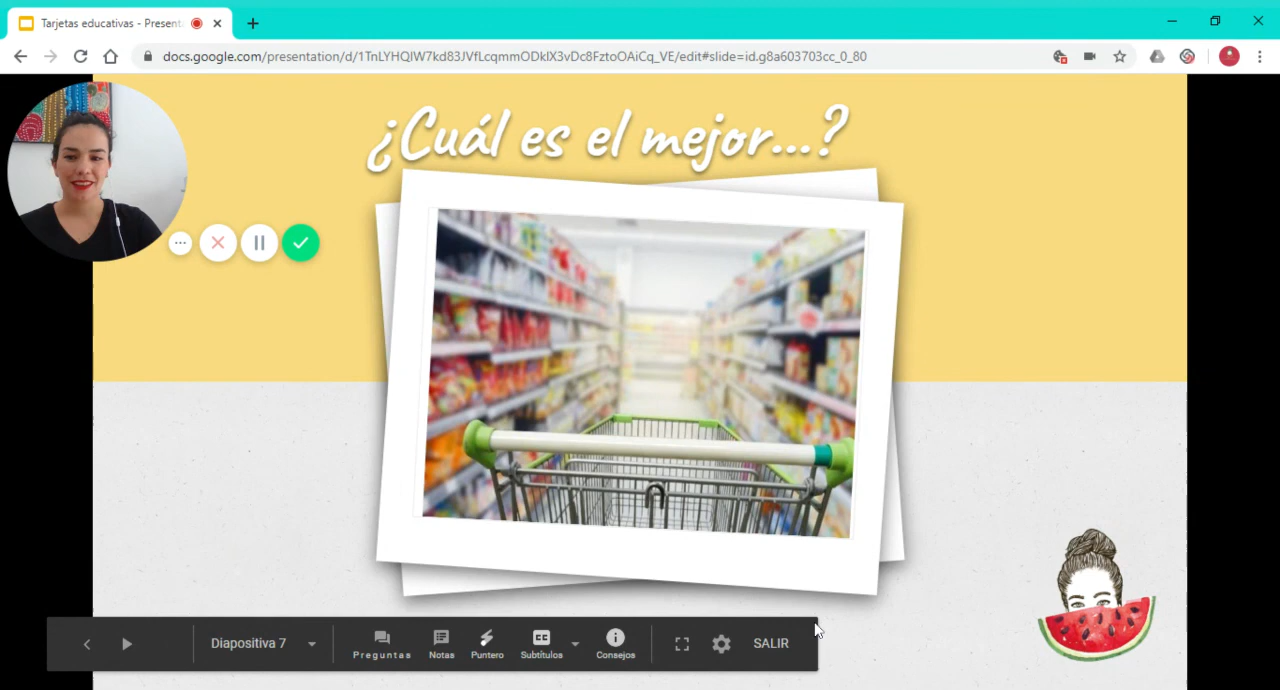 Tarjetas educativas - Present
docs.google.com/presentation/d/1TnLYHQIW7kd83JVfLcqmmODkIX3vDc8FztoOAiCq_VE/edit#slide=id.g8a603703cc_0_80
¿Cuál es el mejor...?
Diapositiva 7
Preguntas
Notas
Puntero
Subtítulos
Consejos
SALIR